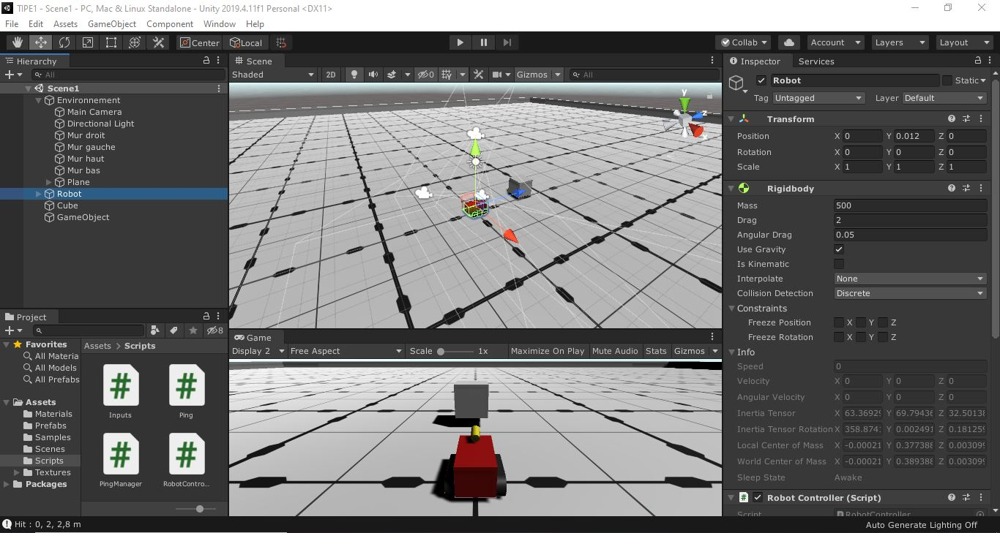 TIPE1 - Scene1 - PC, Mac & Linux Standalone - Unity 2019.4.11f1 Personal <DX11>
File Edit Assets GameObject Component Window Help
Center Local Collab Account Layers Layout
Hierarchy
All
Scene1
Environnement
Main Camera
Directional Light
Mur droit
Mur gauche
Mur haut
Mur bas
Plane
Robot
Cube
GameObject
Scene
Shaded 2D 0 Gizmos All
y
z
x
Project
8
Favorites
All Materia
All Models
All Prefabs
Assets
Materials
Prefabs
Samples
Scenes
Scripts
Textures
Packages
Assets > Scripts
Inputs
Ping
PingManager
RobotContro...
Game
Display 2 Free Aspect Scale 1x Maximize On Play Mute Audio Stats Gizmos
Inspector Services
Robot Static
Tag Untagged Layer Default
Transform
Position X 0 Y 0.012 Z 0
Rotation X 0 Y 0 Z 0
Scale X 1 Y 1 Z 1
Rigidbody
Mass 500
Drag 2
Angular Drag 0.05
Use Gravity
Is Kinematic
Interpolate None
Collision Detection Discrete
Constraints
Freeze Position X Y Z
Freeze Rotation X Y Z
Info
Speed 0
Velocity X 0 Y 0 Z 0
Angular Velocity X 0 Y 0 Z 0
Inertia Tensor X 63.36929 Y 69.79436 Z 32.50138
Inertia Tensor Rotation X 358.874 Y 0.002491 Z 0.181259
Local Center of Mass X -0.00021 Y 0.377388 Z 0.003099
World Center of Mass X -0.00021 Y 0.389388 Z 0.003099
Sleep State Awake
Robot Controller (Script)
Script RobotController
Hit : 0, 2, 2,8 m
Auto Generate Lighting Off